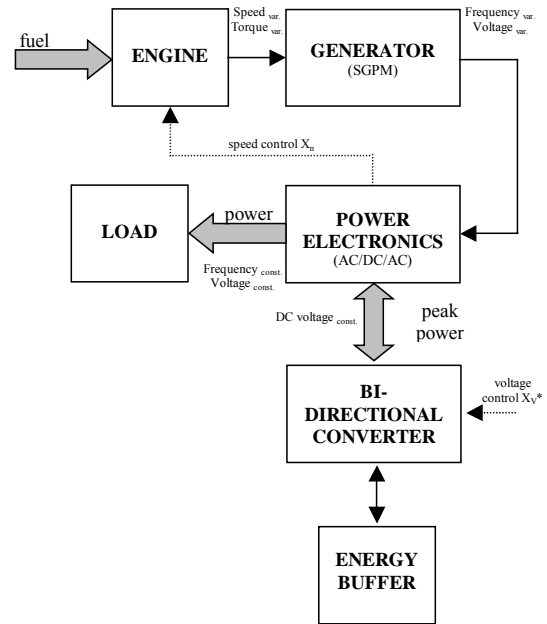 fuel
ENGINE
Speed var.
Torque var.
GENERATOR
(SGPM)
Frequency var.
Voltage var.
speed control Xn
LOAD
power
Frequency const.
Voltage const.
POWER
ELECTRONICS
(AC/DC/AC)
DC voltage const.
peak
power
BI-
DIRECTIONAL
CONVERTER
voltage
control XV*
ENERGY
BUFFER